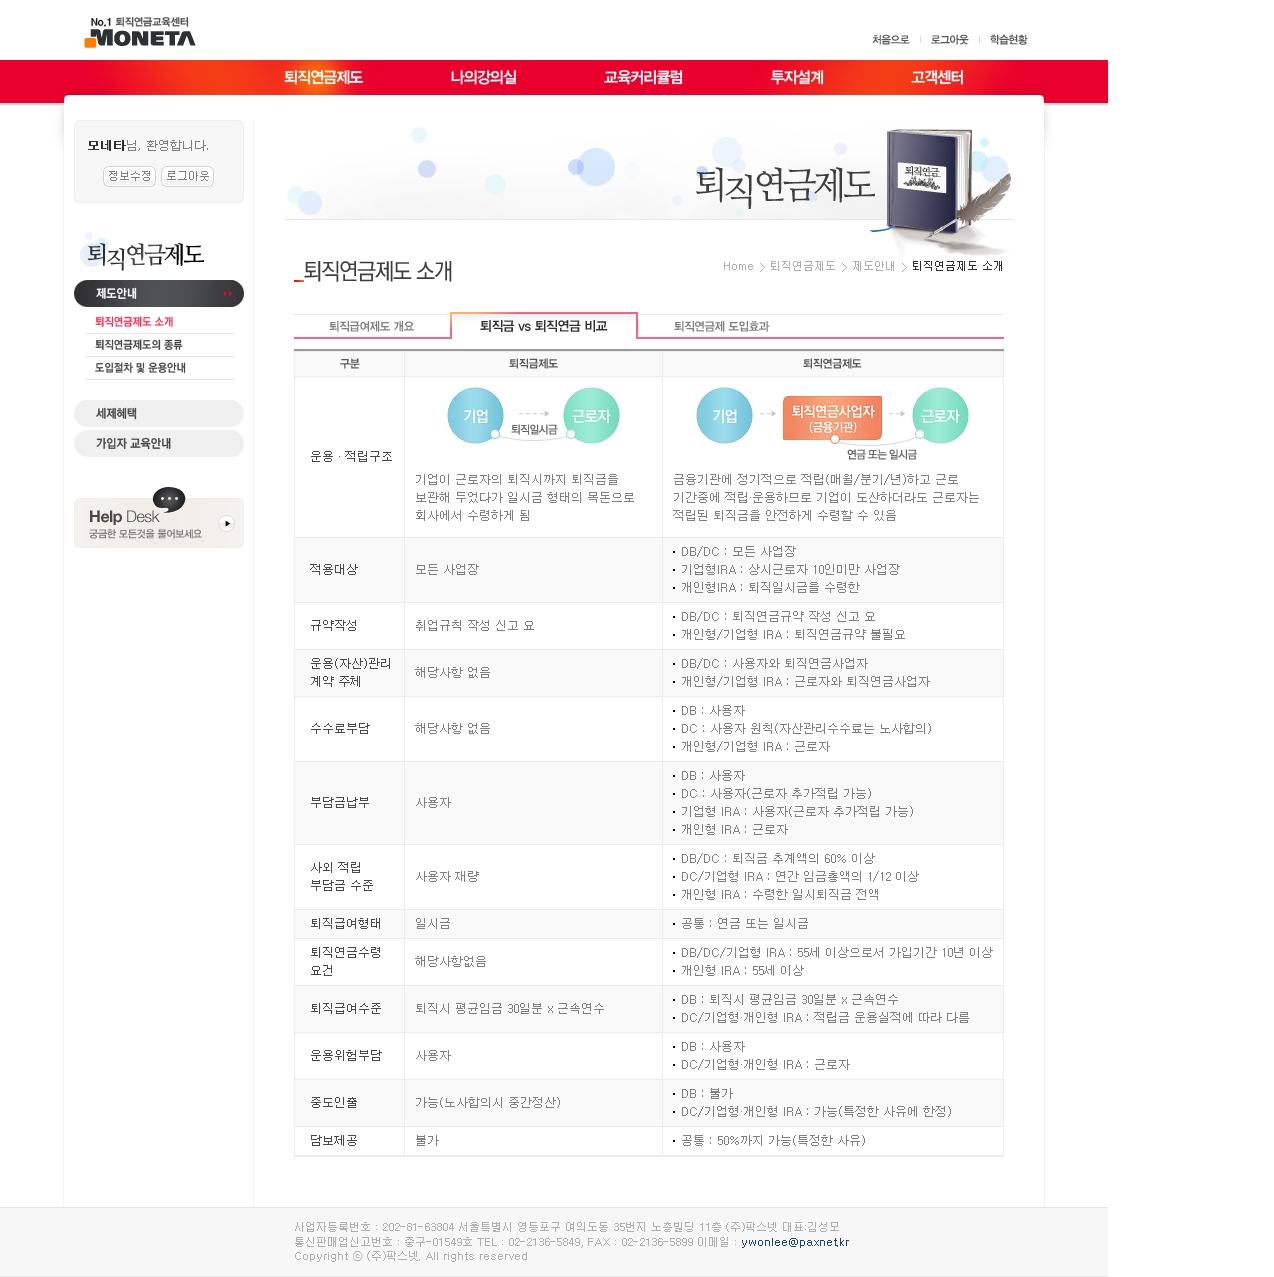 No.1 퇴직연금교육센터
MONETA
처음으로 로그아웃 학습현황
퇴직연금제도 나의강의실 교육커리큘럼 투자설계 고객센터
모네타님, 환영합니다.
정보수정 로그아웃
퇴직연금제도
퇴직연금
퇴직연금제도
제도안내
퇴직연금제도 소개
퇴직연금제도의 종류
도입절차 및 운용안내
세제혜택
가입자 교육안내
Help Desk
궁금한 모든것을 물어보세요
퇴직연금제도 소개
Home > 퇴직연금제도 > 제도안내 > 퇴직연금제도 소개
퇴직급여제도 개요 퇴직금 vs 퇴직연금 비교 퇴직연금제 도입효과
구분 퇴직금제도 퇴직연금제도
운용 · 적립구조
기업 근로자
퇴직일시금
기업이 근로자의 퇴직시까지 퇴직금을
보관해 두었다가 일시금 형태의 목돈으로
회사에서 수령하게 됨
기업 퇴직연금사업자 근로자
(금융기관)
연금 또는 일시금
금융기관에 정기적으로 적립(매월/분기/년)하고 근로
기간중에 적립·운용하므로 기업이 도산하더라도 근로자는
적립된 퇴직금을 안전하게 수령할 수 있음
적용대상
모든 사업장
• DB/DC : 모든 사업장
• 기업형IRA : 상시근로자 10인미만 사업장
• 개인형IRA : 퇴직일시금을 수령한
규약작성
취업규칙 작성 신고 요
• DB/DC : 퇴직연금규약 작성 신고 요
• 개인형/기업형 IRA : 퇴직연금규약 불필요
운용(자산)관리
계약 주체
해당사항 없음
• DB/DC : 사용자와 퇴직연금사업자
• 개인형/기업형 IRA : 근로자와 퇴직연금사업자
수수료부담
해당사항 없음
• DB : 사용자
• DC : 사용자 원칙(자산관리수수료는 노사합의)
• 개인형/기업형 IRA : 근로자
부담금납부
사용자
• DB : 사용자
• DC : 사용자(근로자 추가적립 가능)
• 기업형 IRA : 사용자(근로자 추가적립 가능)
• 개인형 IRA : 근로자
사외 적립
부담금 수준
사용자 재량
• DB/DC : 퇴직금 추계액의 60% 이상
• DC/기업형 IRA : 연간 임금총액의 1/12 이상
• 개인형 IRA : 수령한 일시퇴직금 전액
퇴직급여형태
일시금
• 공통 : 연금 또는 일시금
퇴직연금수령
요건
해당사항없음
• DB/DC/기업형 IRA : 55세 이상으로서 가입기간 10년 이상
• 개인형 IRA : 55세 이상
퇴직급여수준
퇴직시 평균임금 30일분 x 근속연수
• DB : 퇴직시 평균임금 30일분 x 근속연수
• DC/기업형·개인형 IRA : 적립금 운용실적에 따라 다름
운용위험부담
사용자
• DB : 사용자
• DC/기업형·개인형 IRA : 근로자
중도인출
가능(노사합의시 중간정산)
• DB : 불가
• DC/기업형·개인형 IRA : 가능(특정한 사유에 한정)
담보제공
불가
• 공통 : 50%까지 가능(특정한 사유)
사업자등록번호 : 202-81-63804 서울특별시 영등포구 여의도동 35번지 노총빌딩 11층 (주)팍스넷 대표:김성모
통신판매업신고번호 : 중구-01549호 TEL : 02-2136-5849, FAX : 02-2136-5899 이메일 : ywonlee@paxnet.kr
Copyright ⓒ (주)팍스넷. All rights reserved